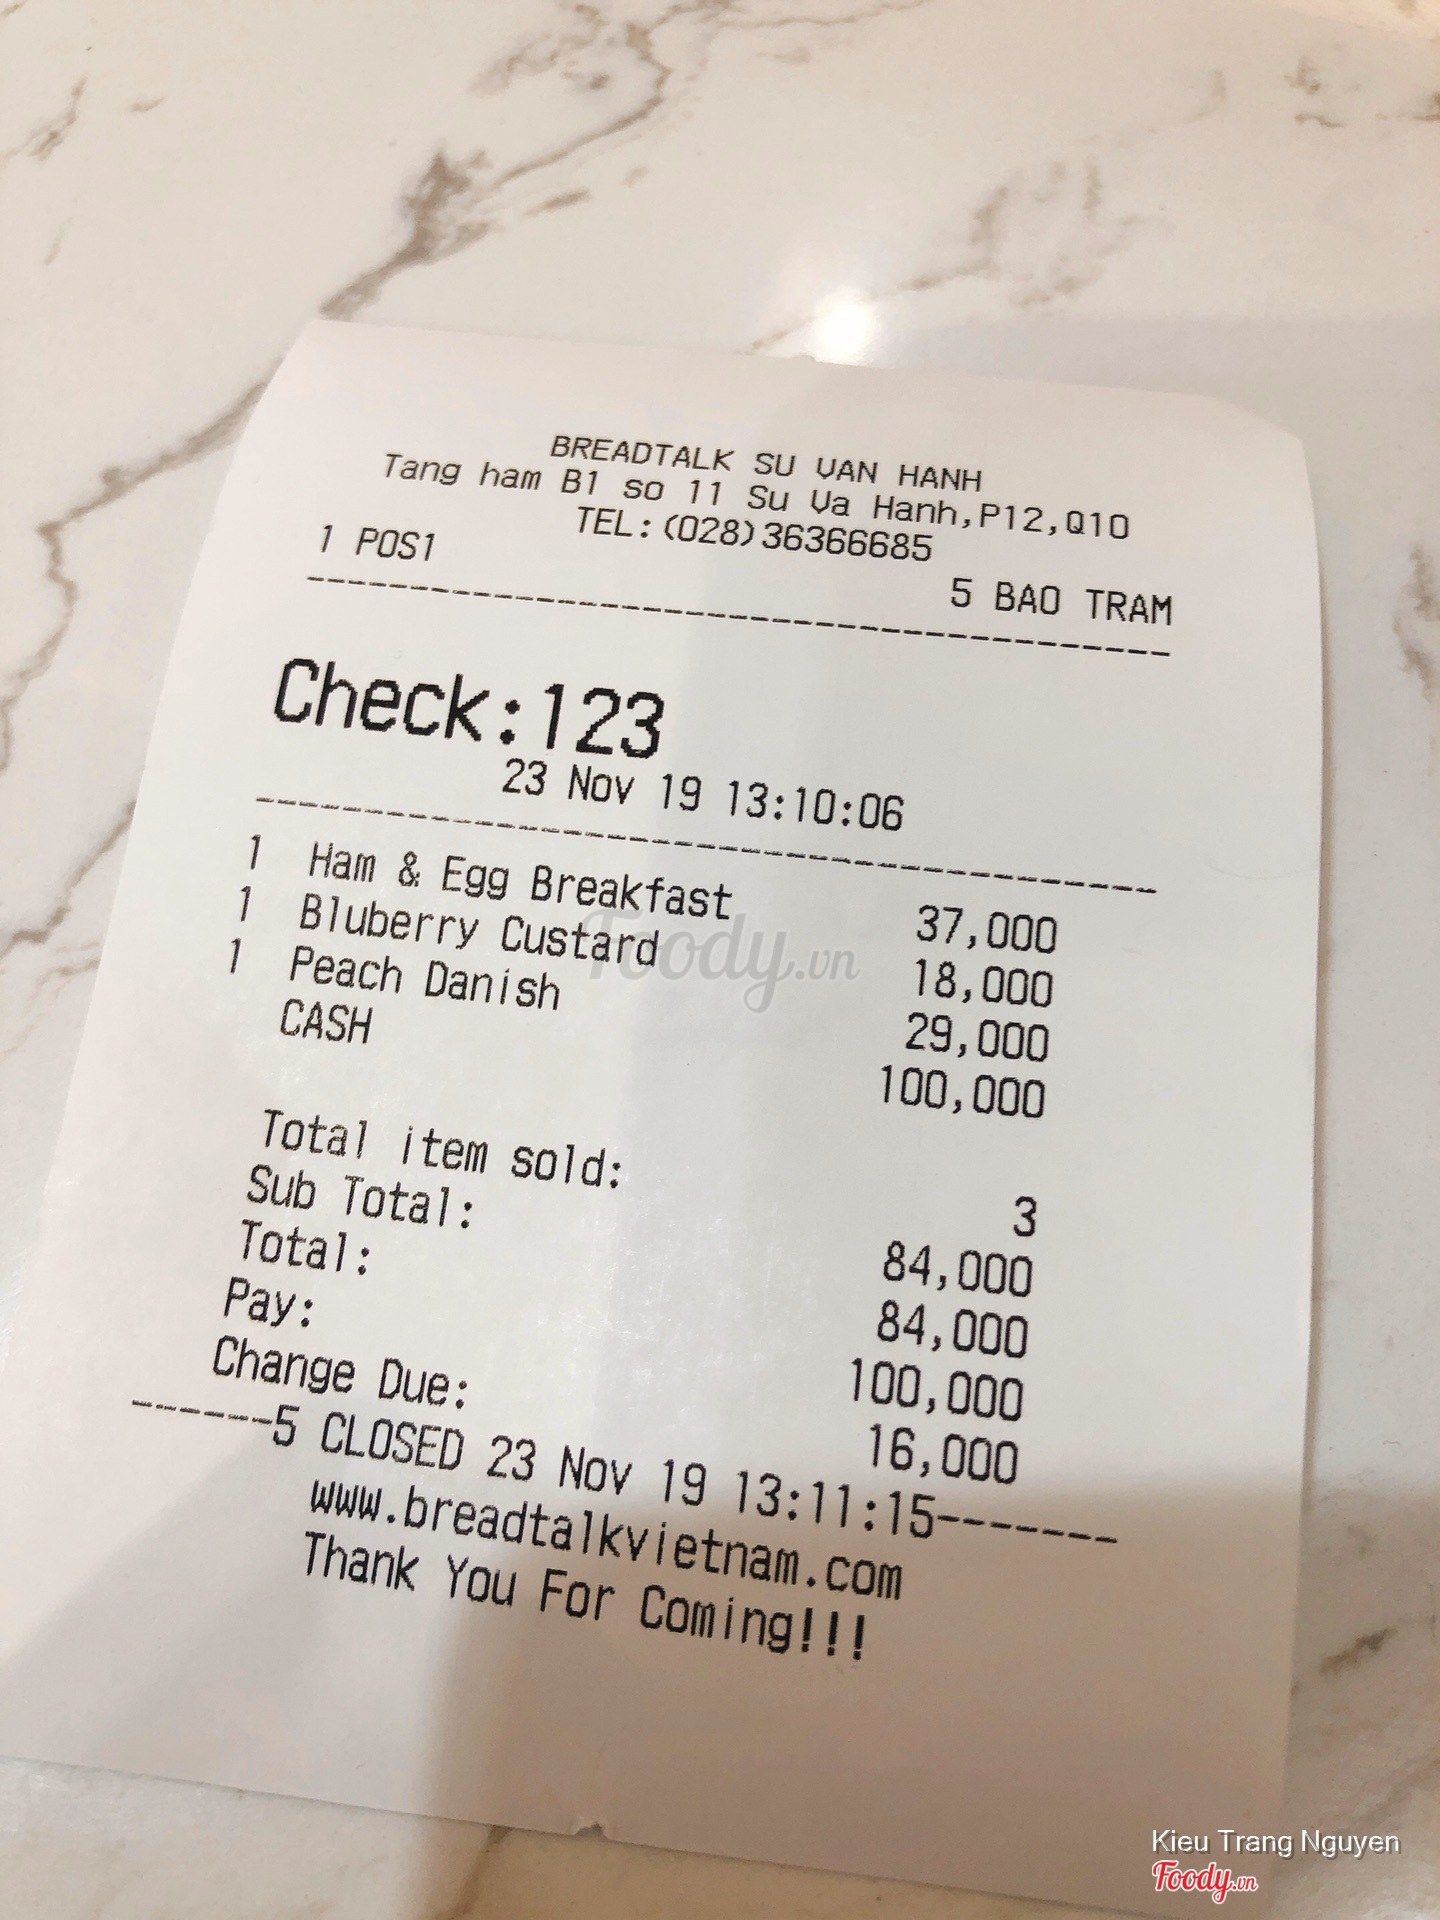 BREADTALK SU VAN HANH
Tang ham B1 so 11 Su Va Hanh,P12,Q10
TEL:(028)36366685
1 POS1 5 BAO TRAM
--------------------------------------
Check:123
23 Nov 19 13:10:06
--------------------------------------
1 Ham & Egg Breakfast 37,000
1 Bluberry Custard 18,000
1 Peach Danish 29,000
CASH 100,000
Total item sold: 3
Sub Total: 84,000
Total: 84,000
Pay: 100,000
Change Due: 16,000
------5 CLOSED 23 Nov 19 13:11:15-------
www.breadtalkvietnam.com
Thank You For Coming!!!
Foody.vn
Kieu Trang Nguyen
Foody.vn